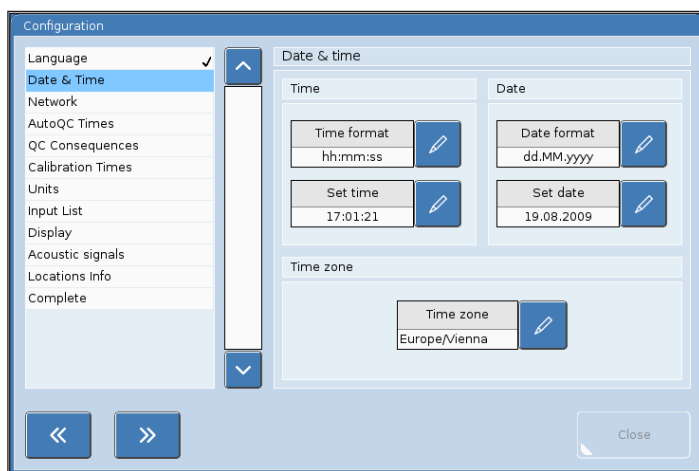 Configuration
Language
Date & Time
Network
AutoQC Times
QC Consequences
Calibration Times
Units
Input List
Display
Acoustic signals
Locations Info
Complete
Date & time
Time
Time format
hh:mm:ss
Set time
17:01:21
Date
Date format
dd.MM.yyyy
Set date
19.08.2009
Time zone
Time zone
Europe/Vienna
Close